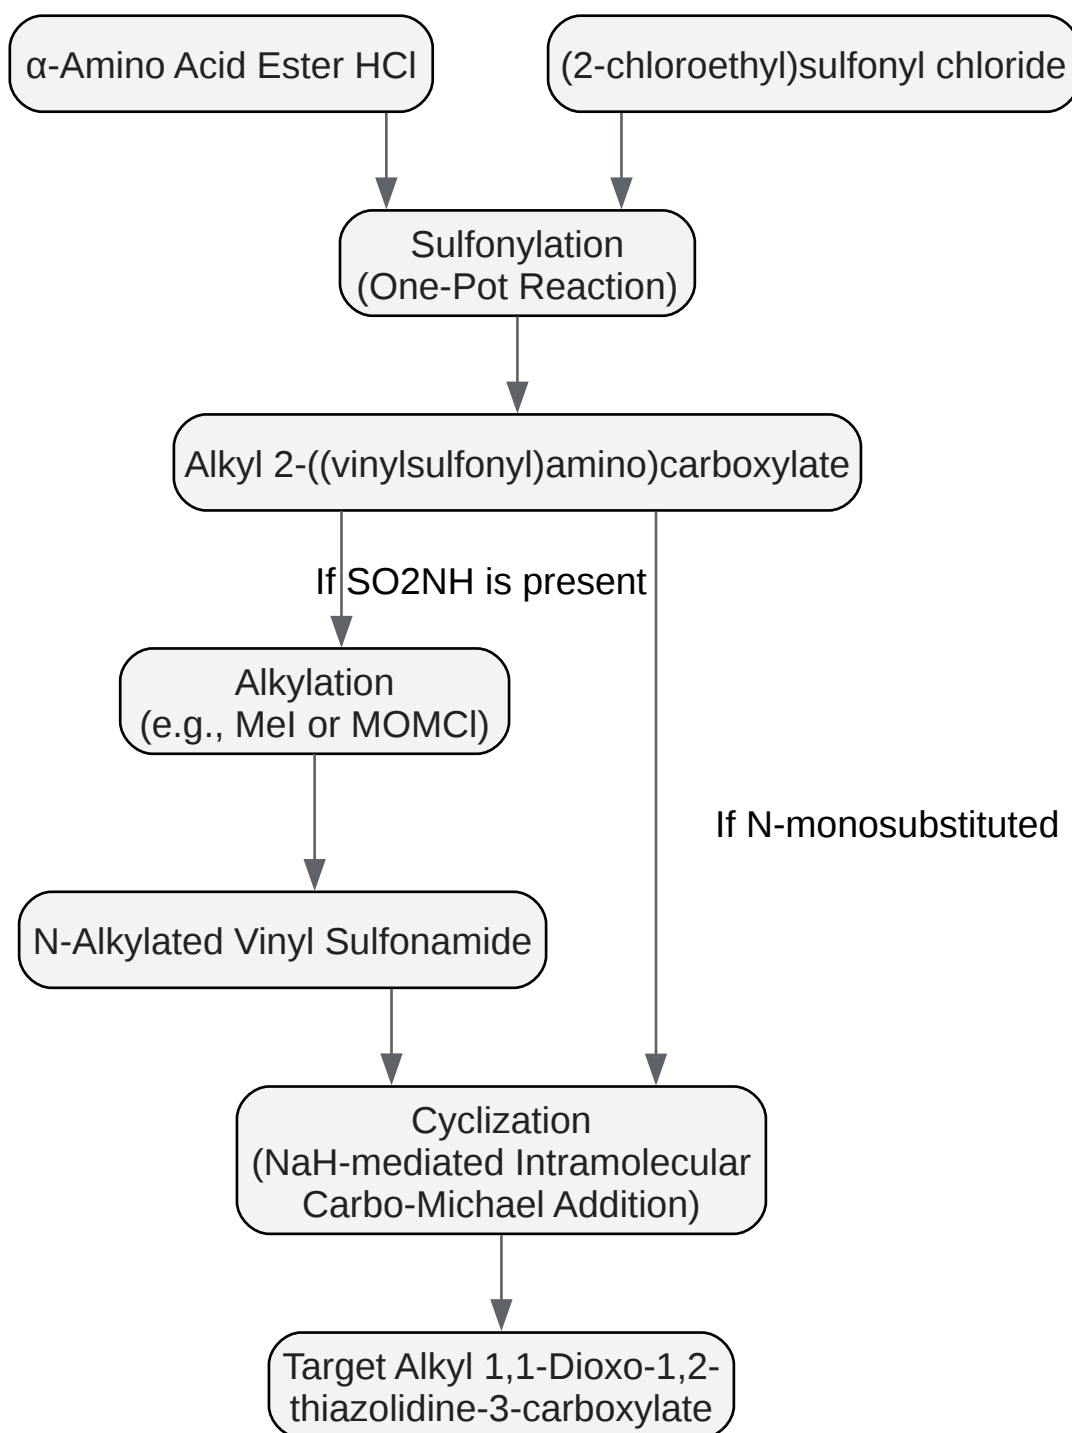 α-Amino Acid Ester HCl
(2-chloroethyl)sulfonyl chloride
Sulfonylation
(One-Pot Reaction)
Alkyl 2-((vinylsulfonyl)amino)carboxylate
If SO2NH is present
Alkylation
(e.g., MeI or MOMCl)
If N-monosubstituted
N-Alkylated Vinyl Sulfonamide
Cyclization
(NaH-mediated Intramolecular
Carbo-Michael Addition)
Target Alkyl 1,1-Dioxo-1,2-
thiazolidine-3-carboxylate